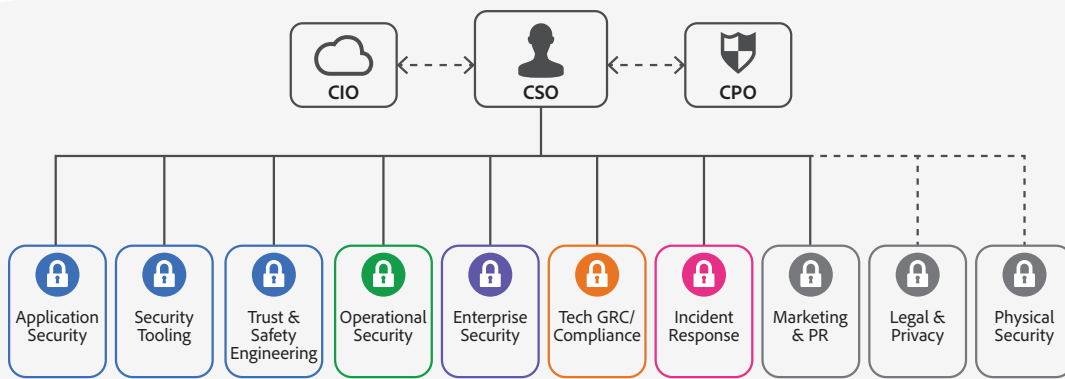 CIO
CSO
CPO
Application
Security
Security
Tooling
Trust &
Safety
Engineering
Operational
Security
Enterprise
Security
Tech GRC/
Compliance
Incident
Response
Marketing
& PR
Legal &
Privacy
Physical
Security